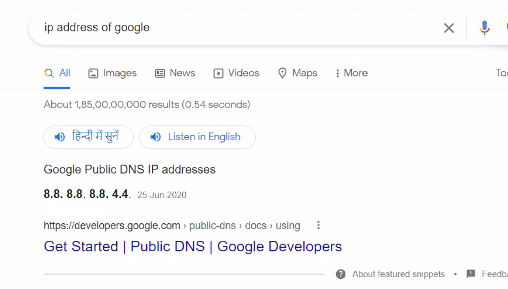 ip address of google
All Images News Videos Maps More
About 1,85,00,00,000 results (0.54 seconds)
हिन्दी में सुनें Listen in English
Google Public DNS IP addresses
8.8. 8.8. 8.8. 4.4. 25-Jun-2020
https://developers.google.com › public-dns › docs › using
Get Started | Public DNS | Google Developers
About featured snippets • Feedba